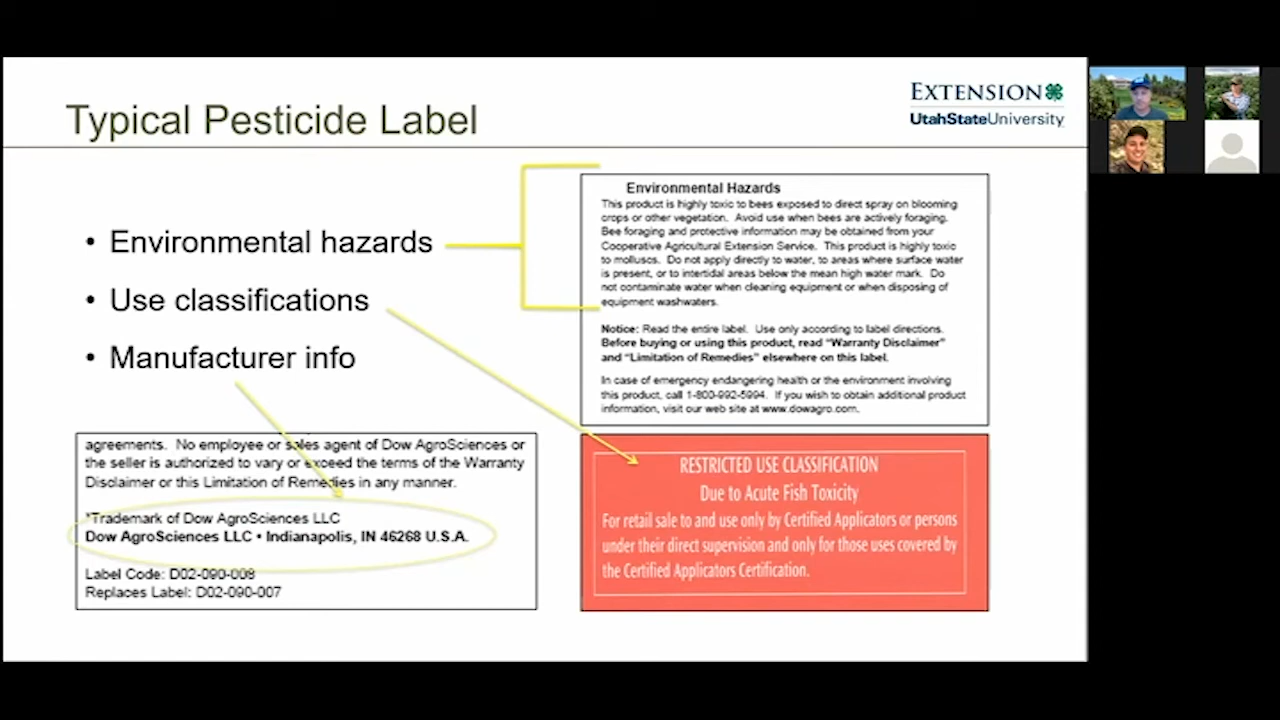 Typical Pesticide Label
EXTENSION
UtahStateUniversity
• Environmental hazards
• Use classifications
• Manufacturer info
Environmental Hazards
This product is highly toxic to bees exposed to direct spray on blooming
crops or other vegetation. Avoid use when bees are actively foraging.
Bee foraging and protective information may be obtained from your
Cooperative Agricultural Extension Service. This product is highly toxic
to molluscs. Do not apply directly to water, to areas where surface water
is present, or to intertidal areas below the mean high water mark. Do
not contaminate water when cleaning equipment or when disposing of
equipment washwaters.
Notice: Read the entire label. Use only according to label directions.
Before buying or using this product, read “Warranty Disclaimer”
and “Limitation of Remedies” elsewhere on this label.
In case of emergency endangering health or the environment involving
this product, call 1-800-992-5994. If you wish to obtain additional product
information, visit our web site at www.dowagro.com.
agreements. No employee or sales agent of Dow AgroSciences or
the seller is authorized to vary or exceed the terms of the Warranty
Disclaimer or this Limitation of Remedies in any manner.
*Trademark of Dow AgroSciences LLC
Dow AgroSciences LLC • Indianapolis, IN 46268 U.S.A.
Label Code: D02-090-008
Replaces Label: D02-090-007
RESTRICTED USE CLASSIFICATION
Due to Acute Fish Toxicity
For retail sale to and use only by Certified Applicators or persons
under their direct supervision and only for those uses covered by
the Certified Applicators Certification.